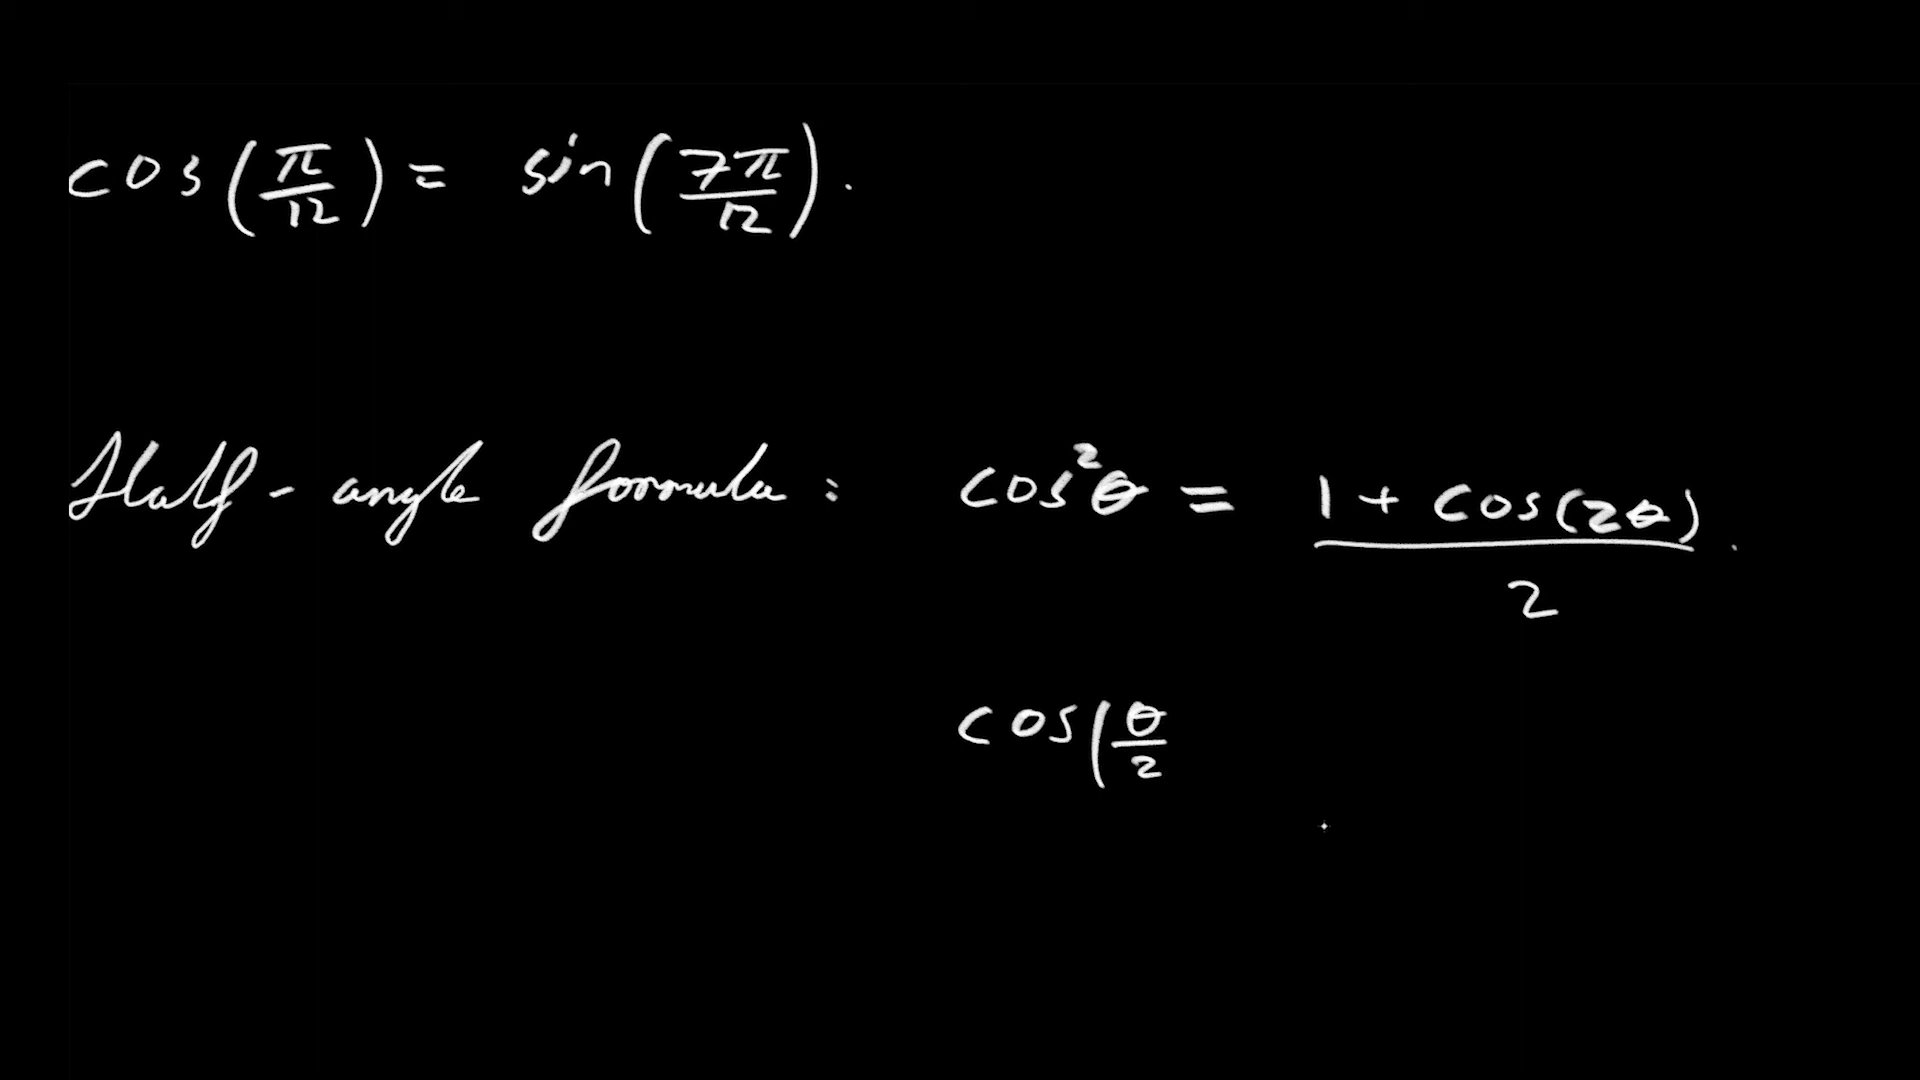 cos(π/12) = sin(7π/12).
Half-angle formula: cos²θ = (1 + cos(2θ))/2.
cos(θ/2